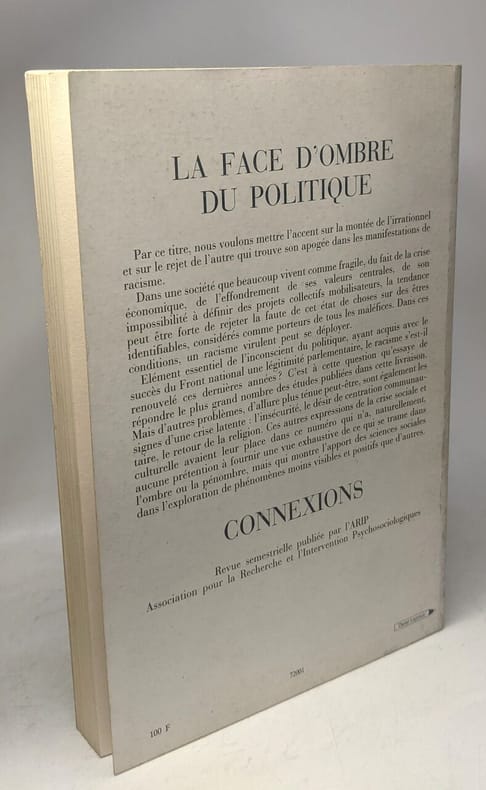 LA FACE D'OMBRE
DU POLITIQUE
Par ce titre, nous voulons mettre l'accent sur la montée de l'irrationnel
et sur le rejet de l'autre qui trouve son apogée dans les manifestations de
racisme.
Dans une société que beaucoup vivent comme fragile, du fait de la crise
économique, de l'effondrement de ses valeurs centrales, de son
impossibilité à définir des projets collectifs mobilisateurs, la tendance
peut être forte de rejeter la faute de cet état de choses sur des êtres
identifiables, considérés comme porteurs de tous les maléfices. Dans ces
conditions, un racisme virulent peut se déployer.
Elément essentiel de l'inconscient du politique, ayant acquis avec le
succès du Front national une légitimité parlementaire, le racisme s'est-il
renouvelé ces dernières années ? C'est à cette question qu'essaye de
répondre le plus grand nombre des études publiées dans cette livraison.
Mais d'autres problèmes, d'allure plus ténue peut-être, sont également les
signes d'une crise latente : l'insécurité, le désir de centration communau-
taire, le retour de la religion. Ces autres expressions de la crise sociale et
culturelle avaient leur place dans ce numéro qui n'a, naturellement,
aucune prétention à fournir une vue exhaustive de ce qui se trame dans
l'ombre ou la pénombre, mais qui montre l'apport des sciences sociales
dans l'exploration de phénomènes moins visibles et positifs que d'autres.
CONNEXIONS
Revue semestrielle publiée par l'ARIP
Association pour la Recherche et l'Intervention Psychosociologiques
72001
100 F